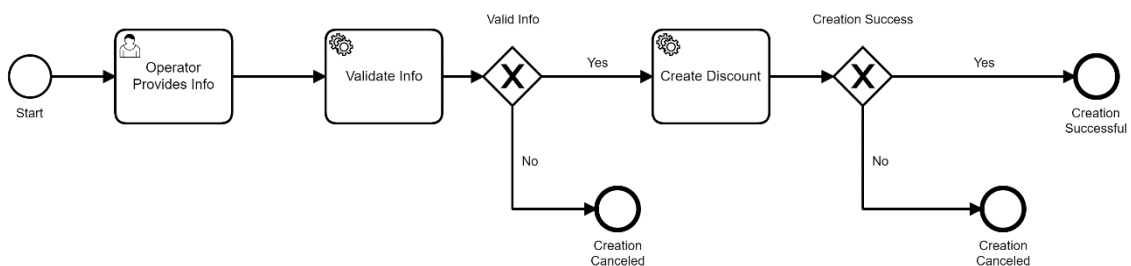 Valid Info
Creation Success
Operator
Provides Info
Validate Info
Yes
Create Discount
Yes
Start
Creation
Successful
No
No
Creation
Canceled
Creation
Canceled